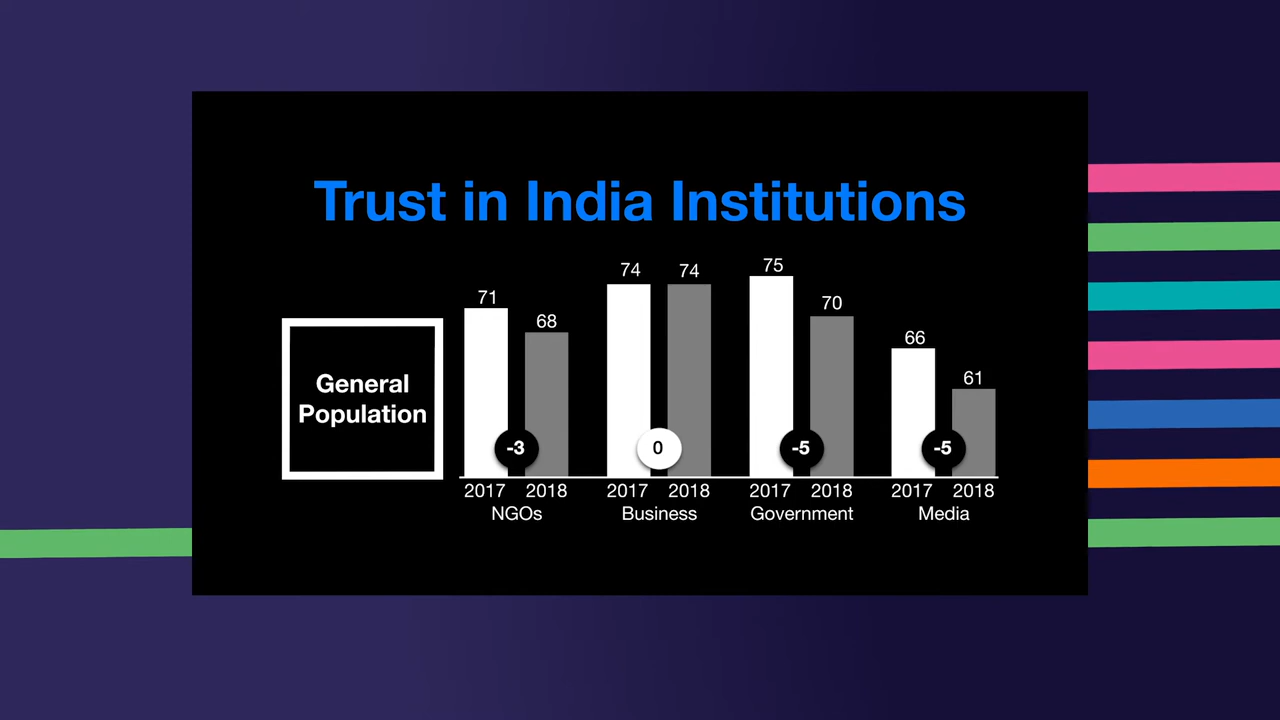 Trust in India Institutions
General
Population
71 68 74 74 75 70 66 61
-3 0 -5 -5
2017 2018 2017 2018 2017 2018 2017 2018
NGOs Business Government Media